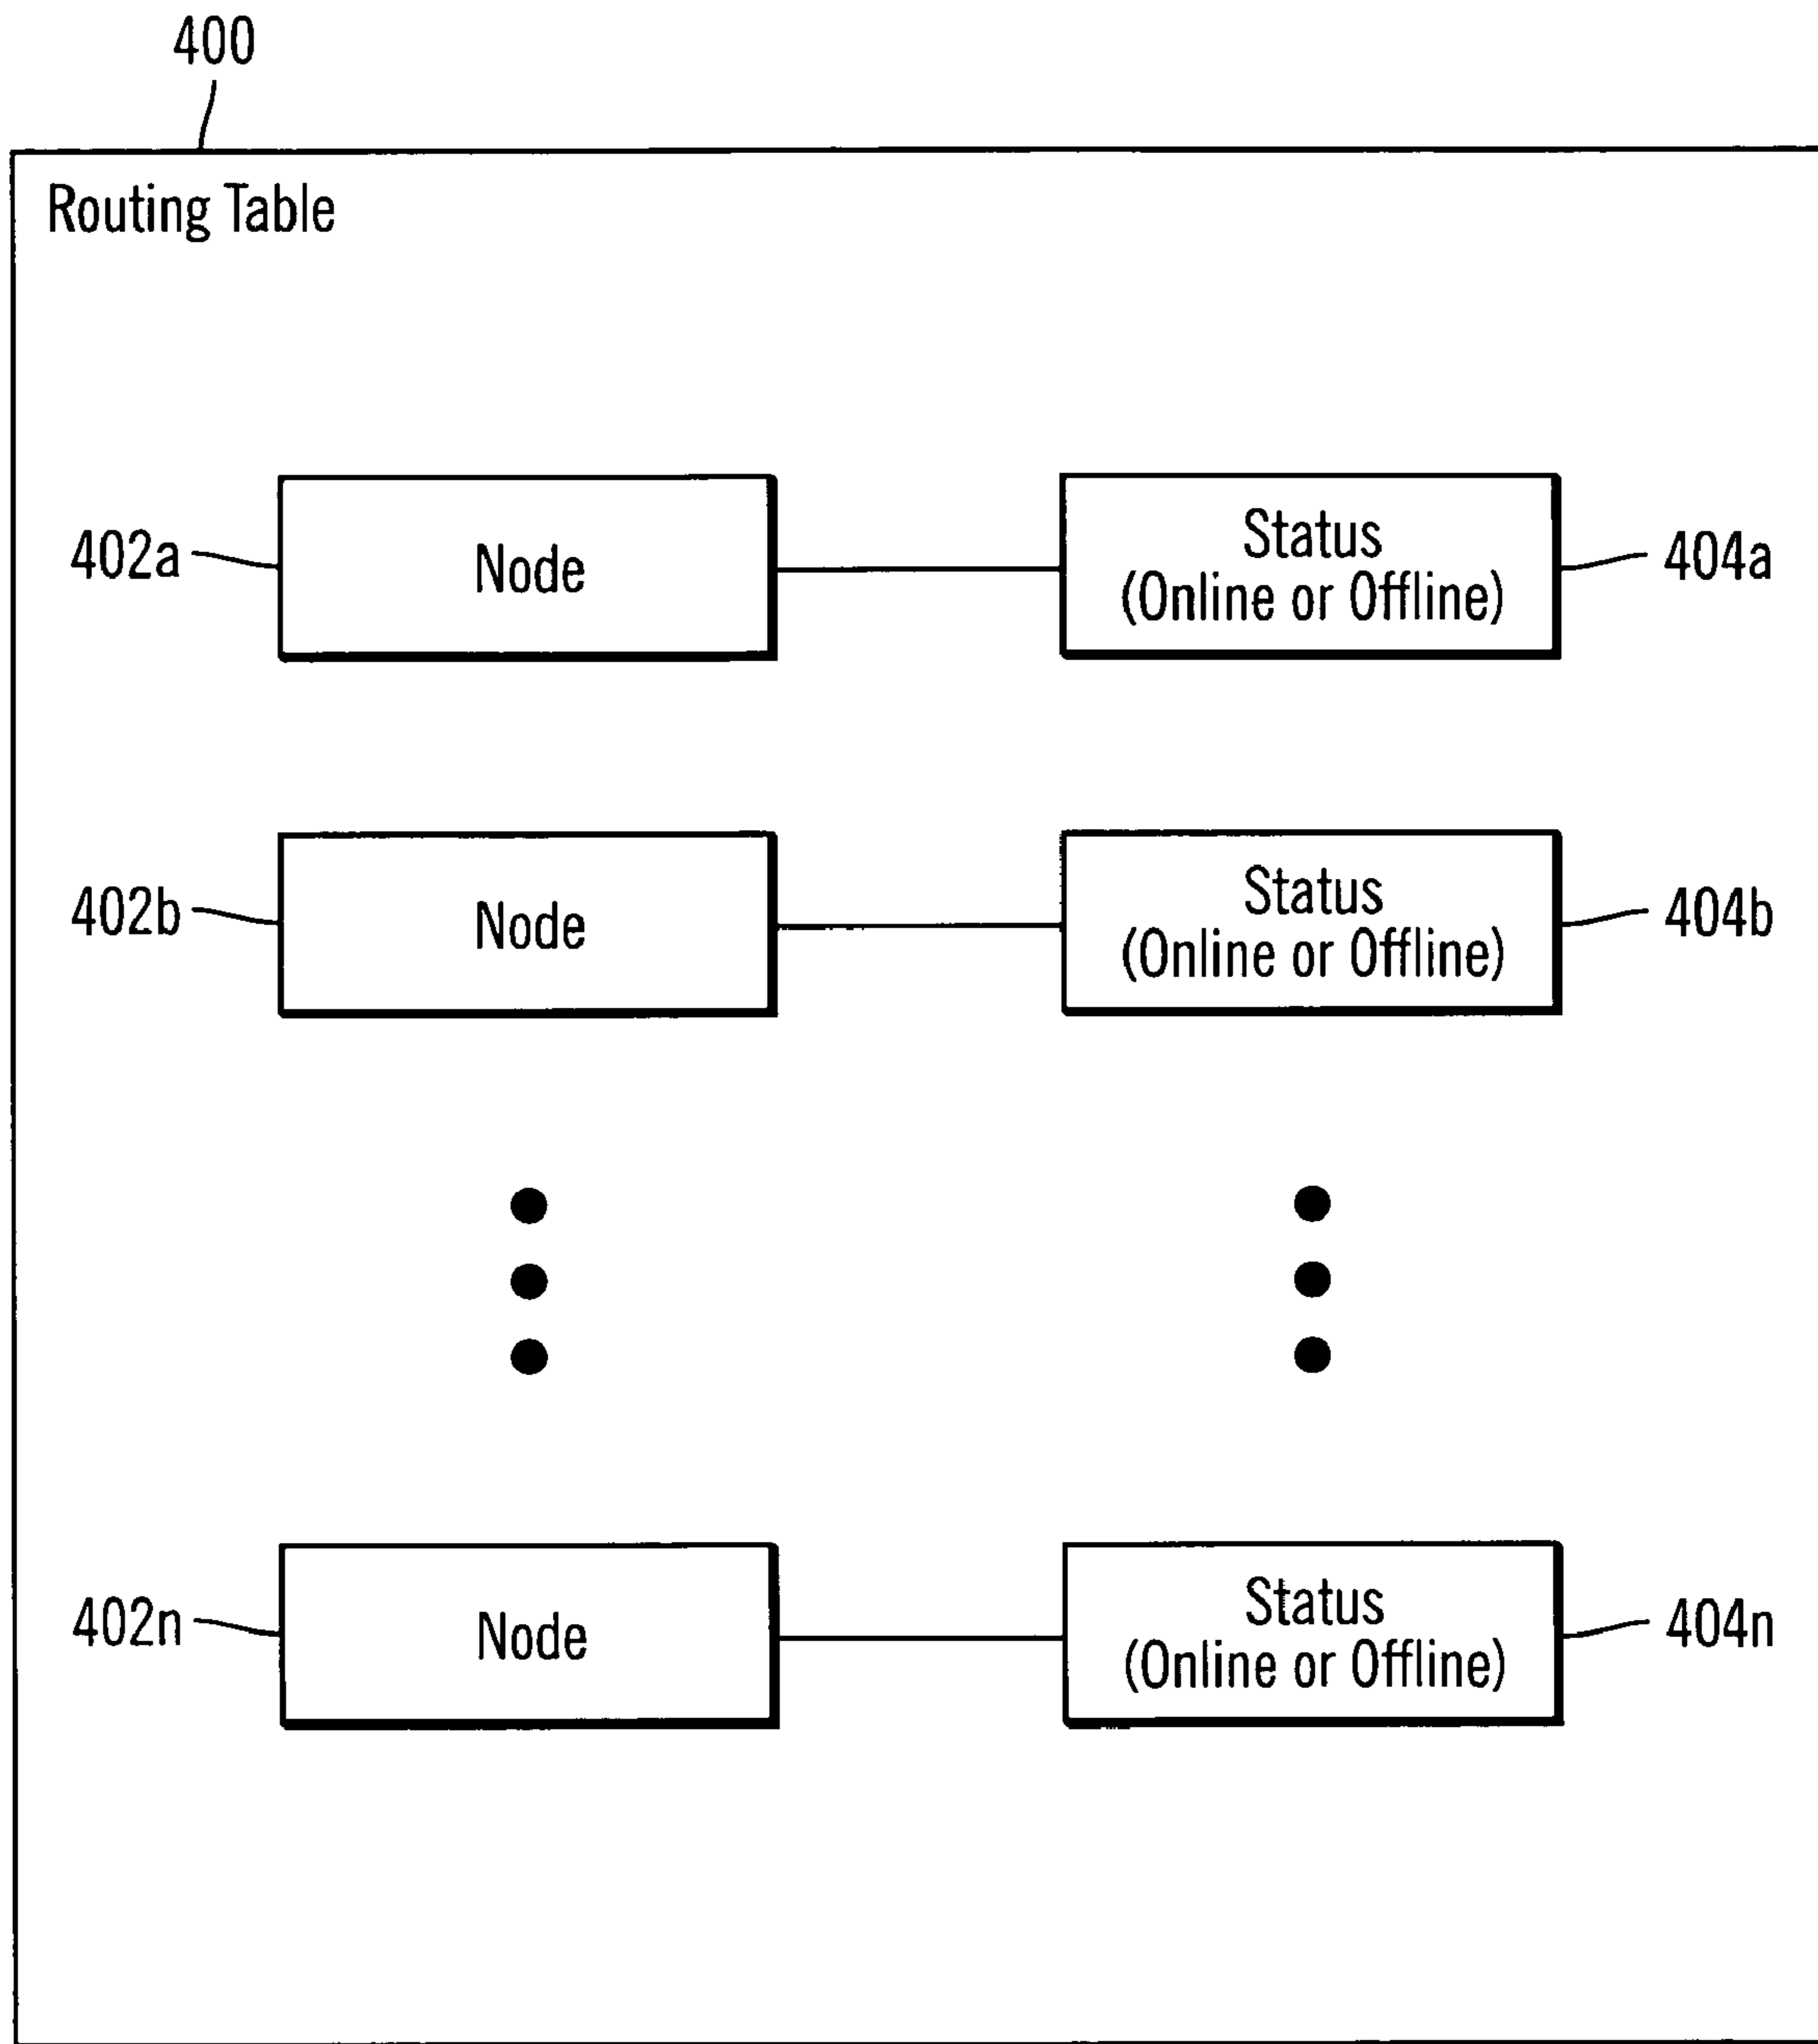 400
Routing Table
402a
Node
Status
(Online or Offline)
404a
402b
Node
Status
(Online or Offline)
404b
402n
Node
Status
(Online or Offline)
404n